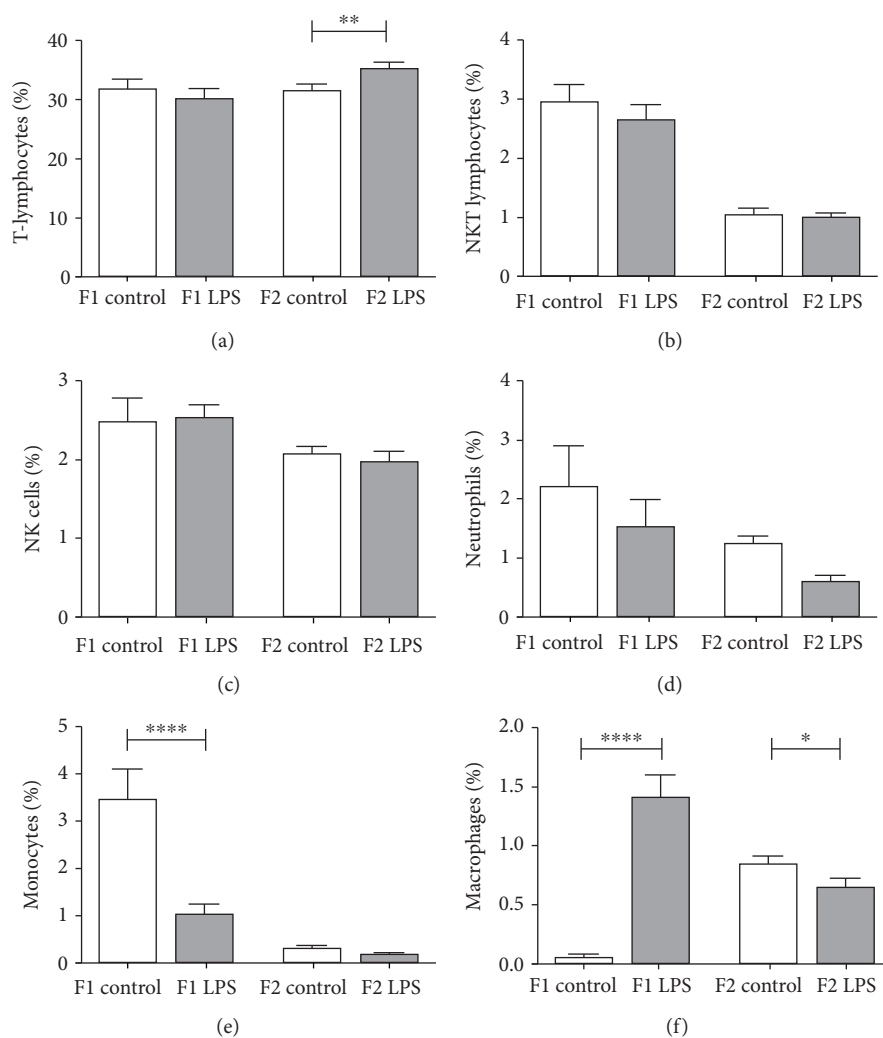 **
40
30
20
10
0
T-lymphocytes (%)
F1 control F1 LPS F2 control F2 LPS
(a)
4
3
2
1
0
NKT lymphocytes (%)
F1 control F1 LPS F2 control F2 LPS
(b)
3
2
1
0
NK cells (%)
F1 control F1 LPS F2 control F2 LPS
(c)
4
3
2
1
0
Neutrophils (%)
F1 control F1 LPS F2 control F2 LPS
(d)
****
5
4
3
2
1
0
Monocytes (%)
F1 control F1 LPS F2 control F2 LPS
(e)
**** *
2.0
1.5
1.0
0.5
0.0
Macrophages (%)
F1 control F1 LPS F2 control F2 LPS
(f)